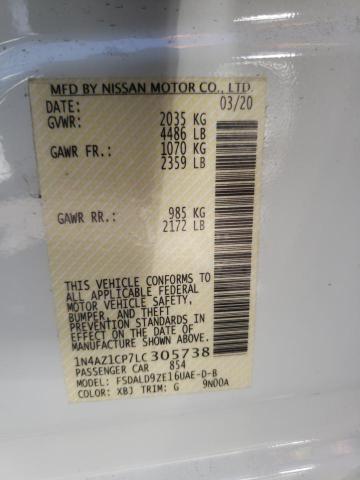 MFD BY NISSAN MOTOR CO., LTD.
DATE: 03/20
GVWR: 2035 KG
4486 LB
GAWR FR.: 1070 KG
2359 LB
GAWR RR.: 985 KG
2172 LB
THIS VEHICLE CONFORMS TO
ALL APPLICABLE FEDERAL
MOTOR VEHICLE SAFETY,
BUMPER, AND THEFT
PREVENTION STANDARDS
IN EFFECT ON THE DATE OF
MANUFACTURE SHOWN ABOVE.
1N4AZ1CP7LC305738
PASSENGER CAR 854
MODEL: FSDALD9ZE16UAE-D-B
COLOR: XBJ TRIM: G 9N00A